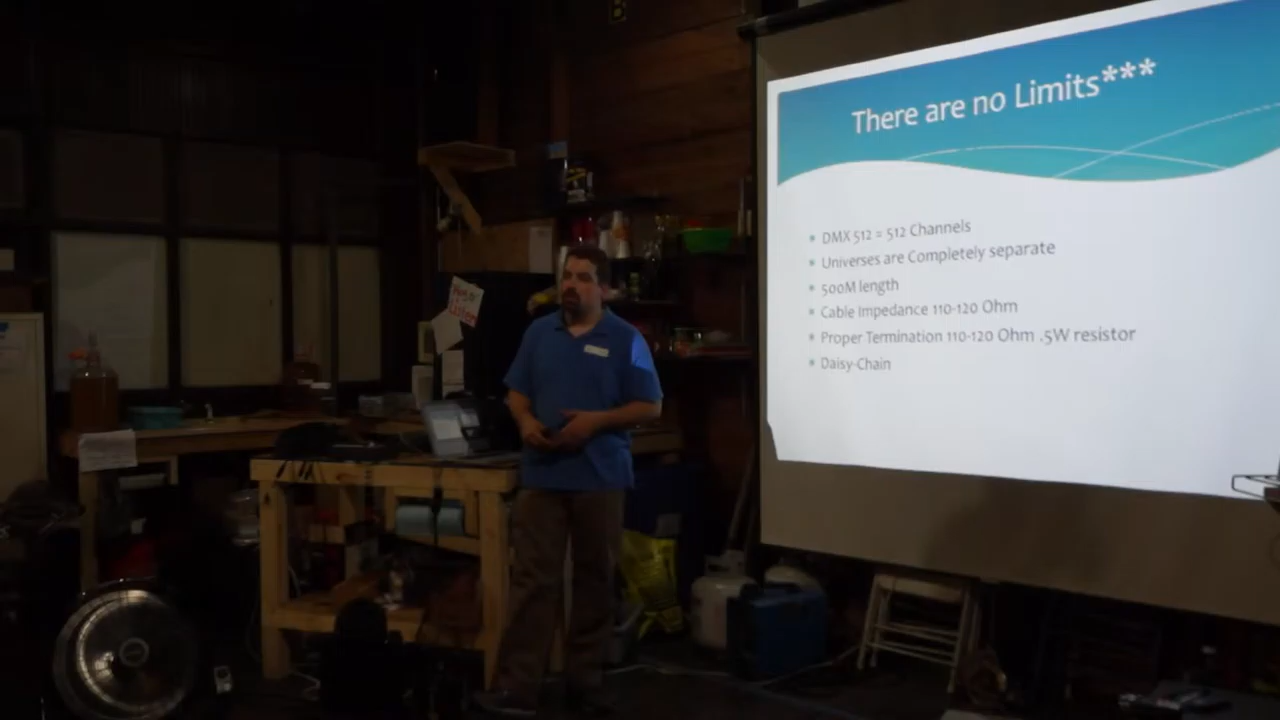 There are no Limits***
DMX 512 = 512 Channels
Universes are Completely separate
500M length
Cable Impedance 110-120 Ohm
Proper Termination 110-120 Ohm .5W resistor
Daisy-Chain